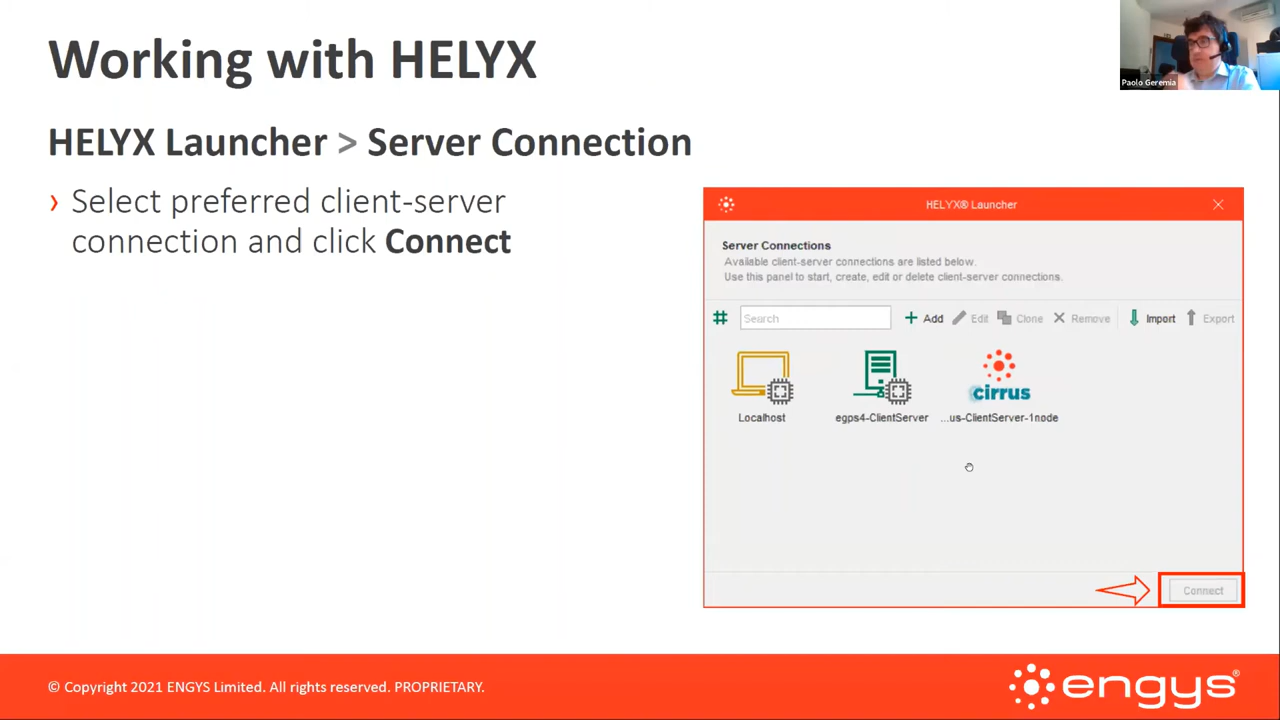 Working with HELYX
Paolo Geremia
HELYX Launcher > Server Connection
› Select preferred client-server
connection and click Connect
HELYX® Launcher
Server Connections
Available client-server connections are listed below.
Use this panel to start, create, edit or delete client-server connections.
Search
Add
Edit
Clone
Remove
Import
Export
cirrus
Localhost
egps4-ClientServer
...us-ClientServer-1node
Connect
© Copyright 2021 ENGYS Limited. All rights reserved. PROPRIETARY.
engys®